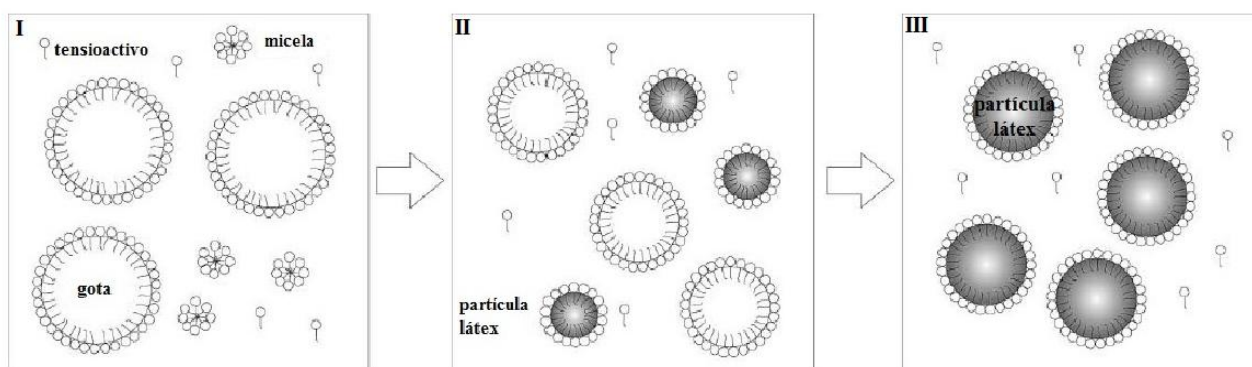 I
tensioactivo
micela
gota
II
partícula
látex
III
partícula
látex